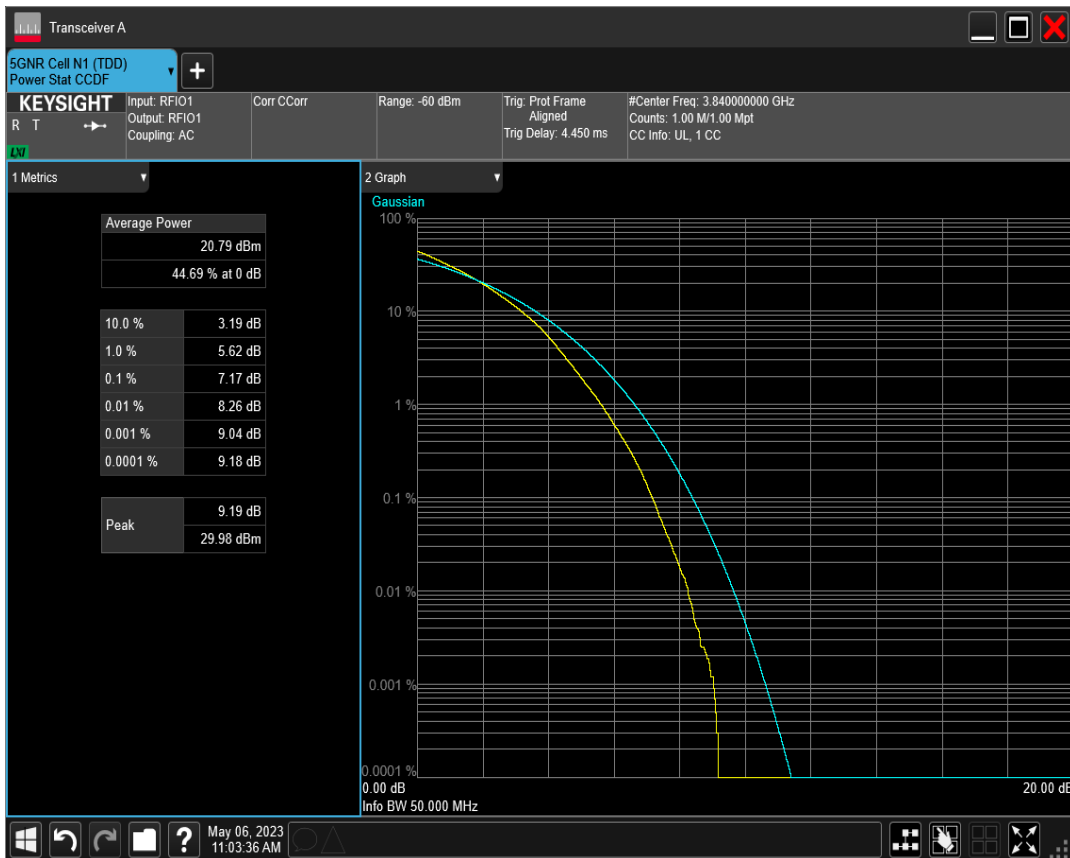 Transceiver A
5GNR Cell N1 (TDD)
Power Stat CCDF
KEYSIGHT
R T
LXI
Input: RFIO1
Output: RFIO1
Coupling: AC
Corr CCorr
Range: -60 dBm
Trig: Prot Frame
Aligned
Trig Delay: 4.450 ms
#Center Freq: 3.840000000 GHz
Counts: 1.00 M/1.00 Mpt
CC Info: UL, 1 CC
1 Metrics
Average Power
20.79 dBm
44.69 % at 0 dB
10.0 % 3.19 dB
1.0 % 5.62 dB
0.1 % 7.17 dB
0.01 % 8.26 dB
0.001 % 9.04 dB
0.0001 % 9.18 dB
Peak
9.19 dB
29.98 dBm
2 Graph
Gaussian
100 %
10 %
1 %
0.1 %
0.01 %
0.001 %
0.0001 %
0.00 dB 20.00 dB
Info BW 50.000 MHz
?
May 06, 2023
11:03:36 AM